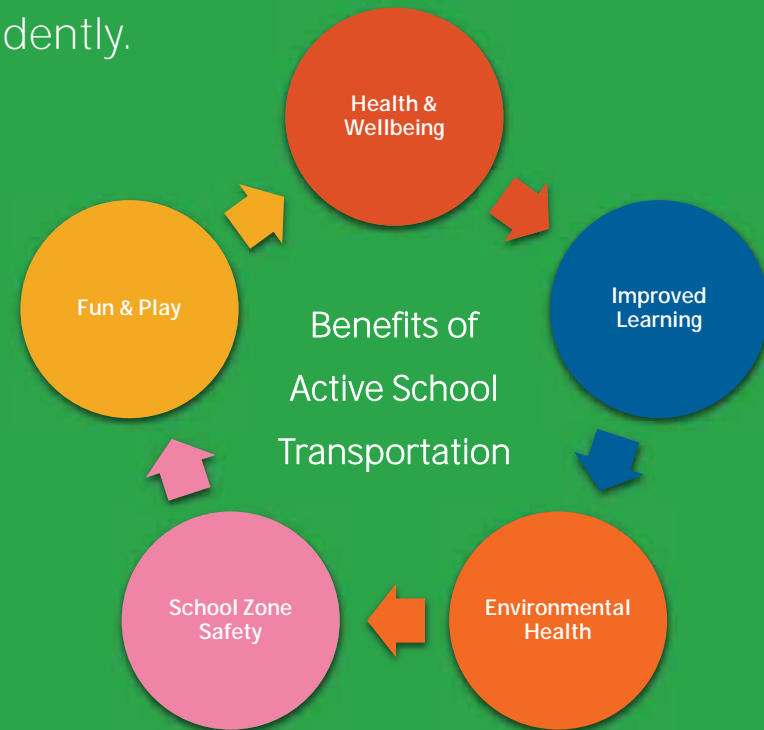 dently.
Health &
Wellbeing
Improved
Learning
Environmental
Health
School Zone
Safety
Fun & Play
Benefits of
Active School
Transportation